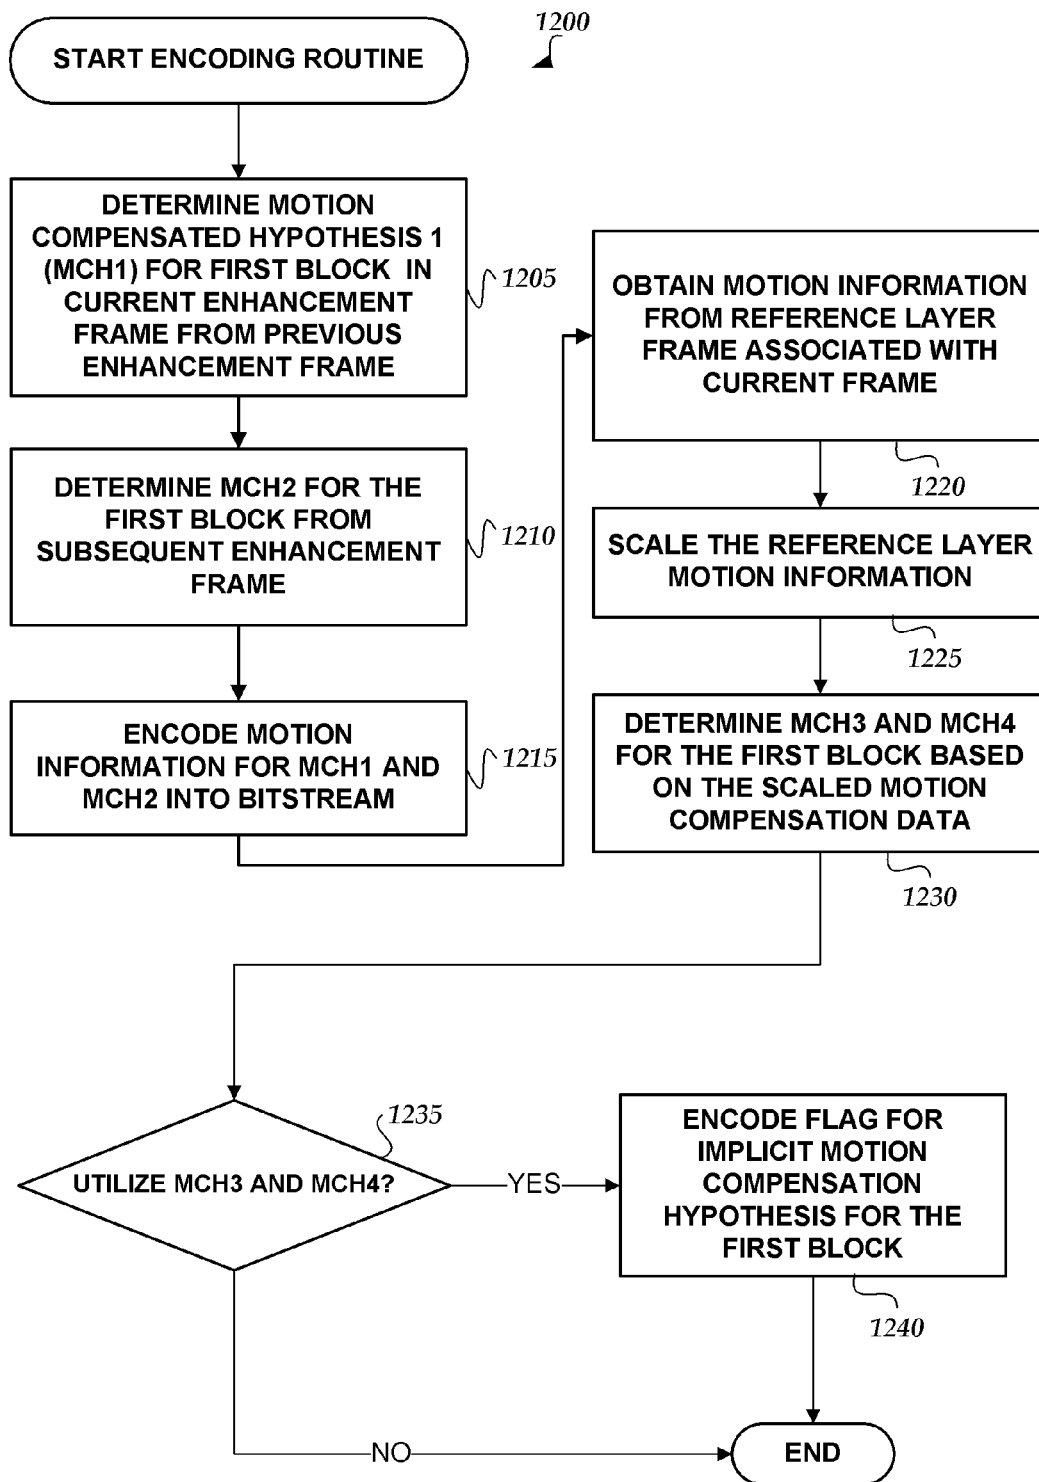 START ENCODING ROUTINE
1200
DETERMINE MOTION
COMPENSATED HYPOTHESIS 1
(MCH1) FOR FIRST BLOCK IN
CURRENT ENHANCEMENT
FRAME FROM PREVIOUS
ENHANCEMENT FRAME
1205
DETERMINE MCH2 FOR THE
FIRST BLOCK FROM
SUBSEQUENT ENHANCEMENT
FRAME
1210
ENCODE MOTION
INFORMATION FOR MCH1 AND
MCH2 INTO BITSTREAM
1215
OBTAIN MOTION INFORMATION
FROM REFERENCE LAYER
FRAME ASSOCIATED WITH
CURRENT FRAME
1220
SCALE THE REFERENCE LAYER
MOTION INFORMATION
1225
DETERMINE MCH3 AND MCH4
FOR THE FIRST BLOCK BASED
ON THE SCALED MOTION
COMPENSATION DATA
1230
UTILIZE MCH3 AND MCH4?
1235
YES
ENCODE FLAG FOR
IMPLICIT MOTION
COMPENSATION
HYPOTHESIS FOR THE
FIRST BLOCK
1240
NO
END